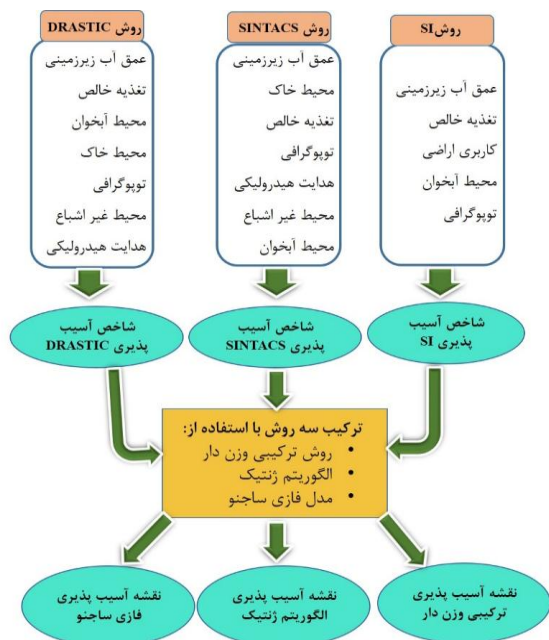 روش SI
عمق آب زیرزمینی
تغذیه خالص
کاربری اراضی
محیط آبخوان
توپوگرافی
روش SINTACS
عمق آب زیرزمینی
محیط خاک
تغذیه خالص
توپوگرافی
هدایت هیدرولیکی
محیط غیر اشباع
محیط آبخوان
روش DRASTIC
عمق آب زیرزمینی
تغذیه خالص
محیط آبخوان
محیط خاک
توپوگرافی
محیط غیر اشباع
هدایت هیدرولیکی
شاخص آسیب
پذیری SI
شاخص آسیب
پذیری SINTACS
شاخص آسیب
پذیری DRASTIC
ترکیب سه روش با استفاده از:
• روش ترکیبی وزن دار
• الگوریتم ژنتیک
• مدل فازی ساجنو
نقشه آسیب پذیری
ترکیبی وزن دار
نقشه آسیب پذیری
الگوریتم ژنتیک
نقشه آسیب پذیری
فازی ساجنو